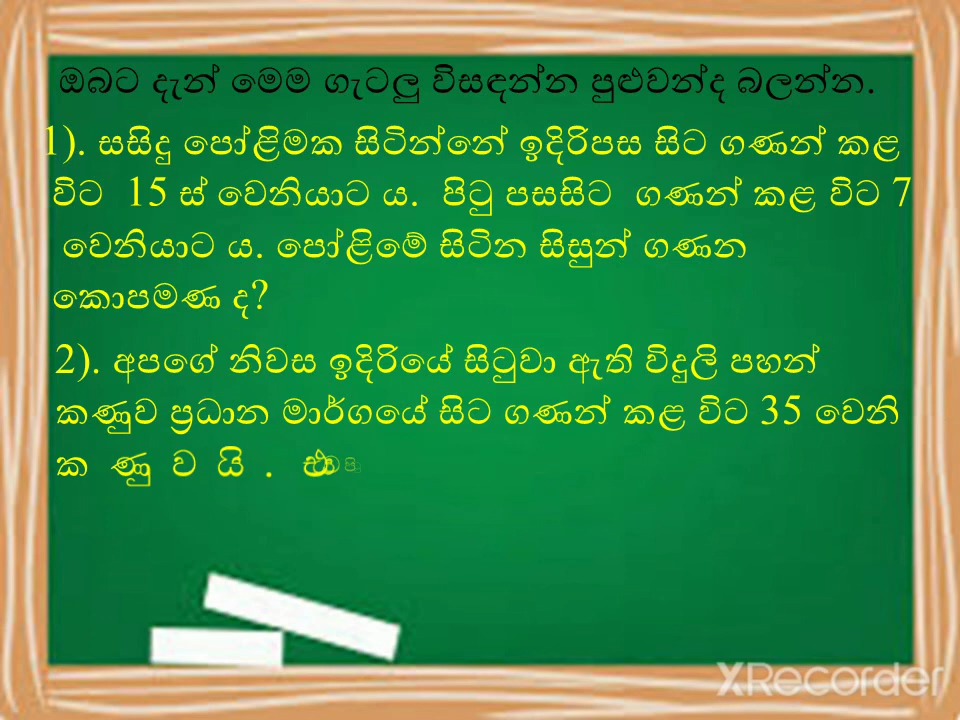 ඔබට දැන් මෙම ගැටලු විසඳන්න පුළුවන්ද බලන්න.
1). සසිදු පෝළිමක සිටින්නේ ඉදිරිපස සිට ගණන් කළ
විට 15 ස් වෙනියාට ය. පිටු පසසිට ගණන් කළ විට 7
වෙනියාට ය. පෝළිමේ සිටින සිසුන් ගණන
කොපමණ ද?
2). අපගේ නිවස ඉදිරියේ සිටුවා ඇති විදුලි පහන්
කණුව ප්‍රධාන මාර්ගයේ සිට ගණන් කළ විට 35 වෙනි
ක ණු ව යි .
XRecorder